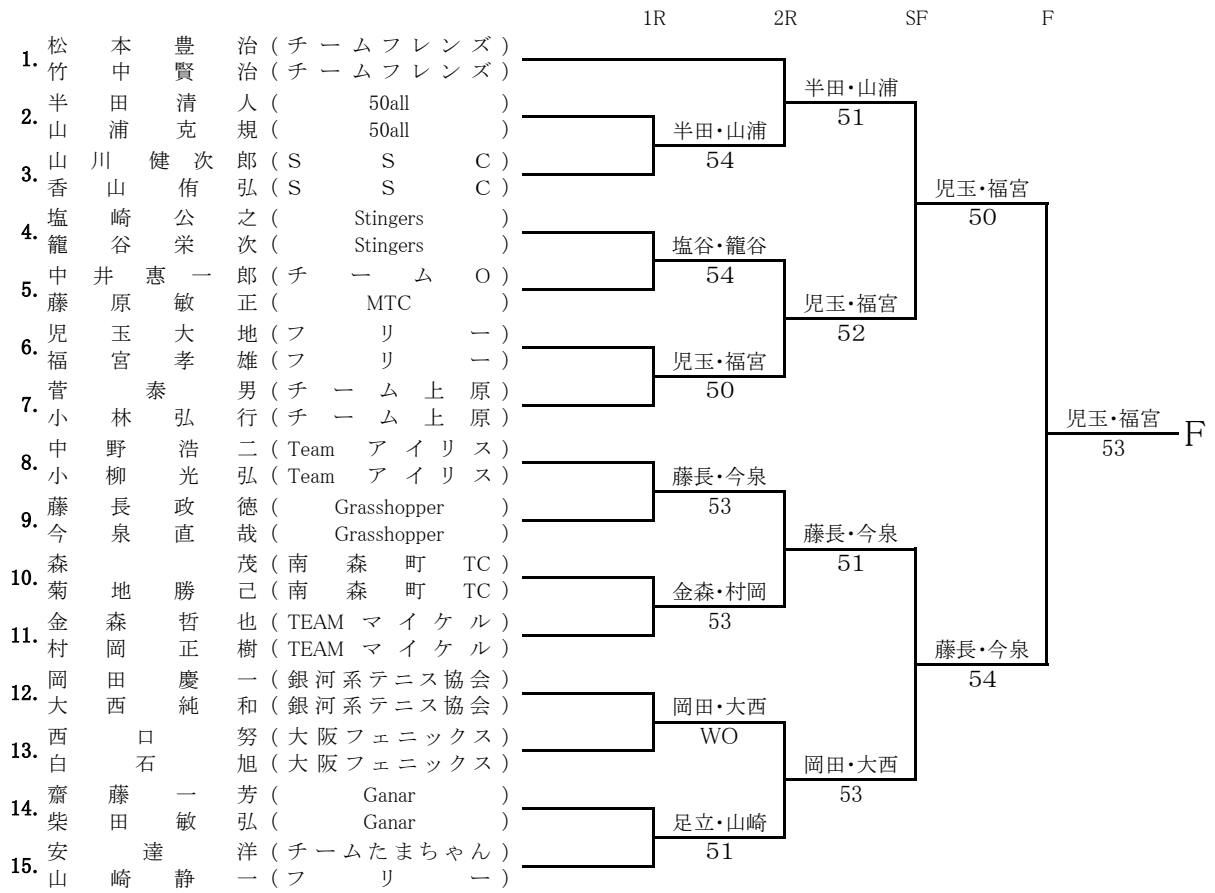 1R 2R SF F
1. 松本豊治(チームフレンズ)
竹中賢治(チームフレンズ)
2. 半田清人(50all)
山浦克規(50all)
3. 山川健次郎(SSC)
香山侑弘(SSC)
4. 塩崎公之(Stingers)
籠谷栄次(Stingers)
5. 中井惠一郎(チームO)
藤原敏正(MTC)
6. 児玉大地(フリー)
福宮孝雄(フリー)
7. 菅泰男(チーム上原)
小林弘行(チーム上原)
8. 中野浩二(Team アイリス)
小柳光弘(Team アイリス)
9. 藤長政徳(Grasshopper)
今泉直哉(Grasshopper)
10. 森茂(南森町TC)
菊地勝己(南森町TC)
11. 金森哲也(TEAM マイケル)
村岡正樹(TEAM マイケル)
12. 岡田慶一(銀河系テニス協会)
大西純和(銀河系テニス協会)
13. 西口努(大阪フェニックス)
白石旭(大阪フェニックス)
14. 齋藤一芳(Ganar)
柴田敏弘(Ganar)
15. 安達洋(チームたまちゃん)
山崎静一(フリー)
半田・山浦
54
塩谷・籠谷
54
児玉・福宮
50
藤長・今泉
53
金森・村岡
53
岡田・大西
WO
足立・山崎
51
半田・山浦
51
児玉・福宮
52
藤長・今泉
51
岡田・大西
53
児玉・福宮
50
藤長・今泉
54
児玉・福宮
53
F